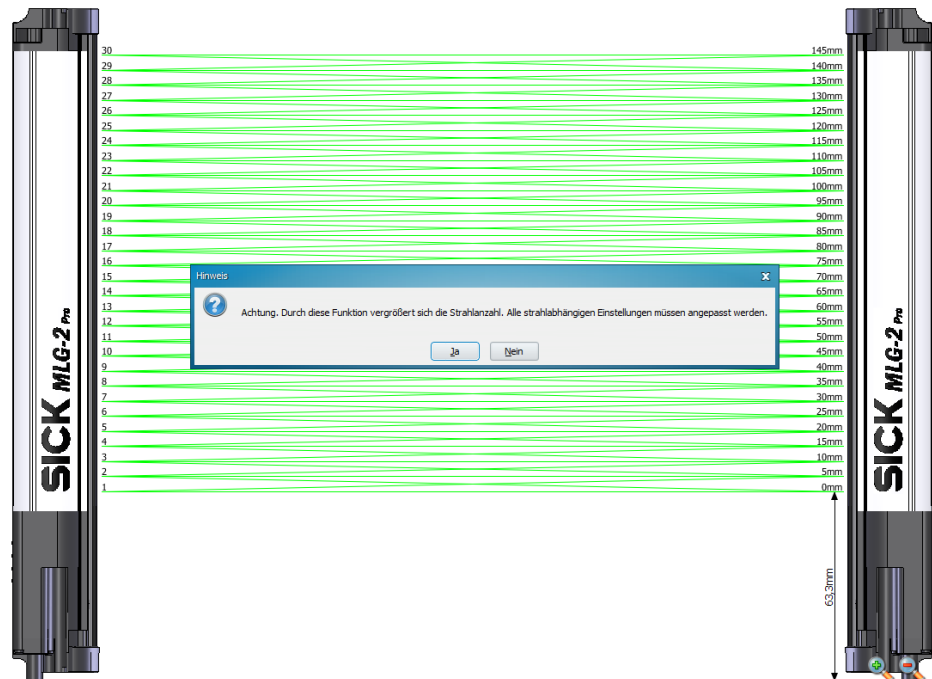 30 145mm
29 140mm
28 135mm
27 130mm
26 125mm
25 120mm
24 115mm
23 110mm
22 105mm
21 100mm
20 95mm
19 90mm
18 85mm
17 80mm
16 75mm
Hinweis
15 70mm
14 65mm
Achtung. Durch diese Funktion vergrößert sich die Strahlanzahl. Alle strahlabhängigen Einstellungen müssen angepasst werden.
13 60mm
12 55mm
11 50mm
Ja Nein
10 45mm
9 40mm
8 35mm
7 30mm
6 25mm
5 20mm
4 15mm
3 10mm
2 5mm
1 0mm
SICK MLG-2 Pro
SICK MLG-2 Pro
63,3mm